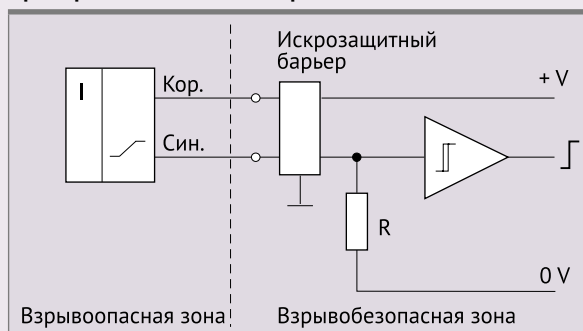 Искрозащитный
барьер
+ V
Кор.
I
Син.
R
0 V
Взрывоопасная зона
Взрывобезопасная зона